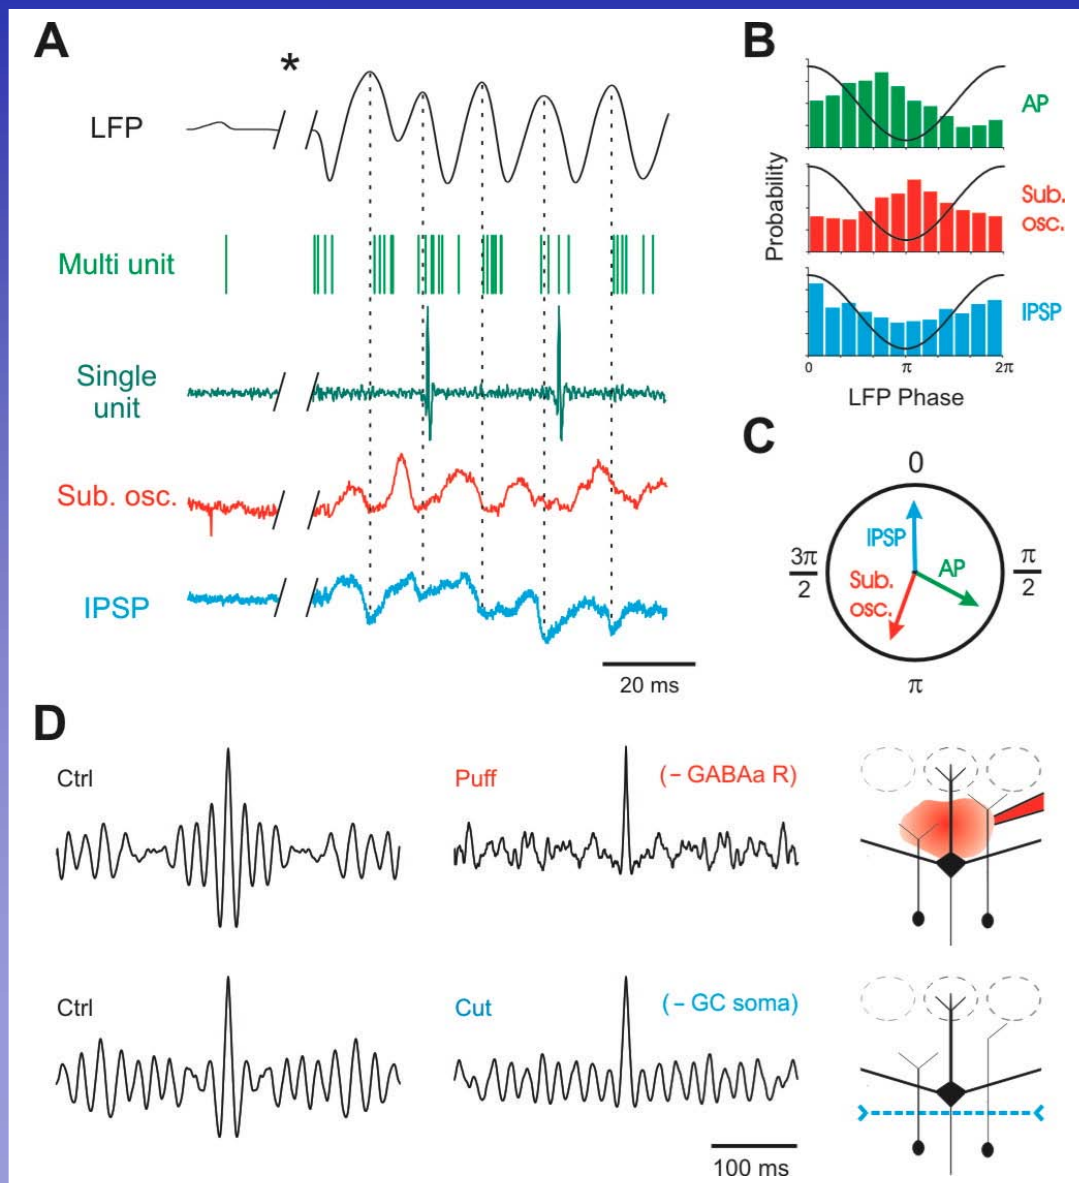 A
*
LFP
Multi unit
Single
unit
Sub. osc.
IPSP
20 ms
B
Probability
AP
Sub.
osc.
IPSP
0
π
2π
LFP Phase
C
0
IPSP
AP
Sub.
osc.
3π
2
π
2
π
D
Ctrl
Puff
(– GABAa R)
Ctrl
Cut
(– GC soma)
100 ms